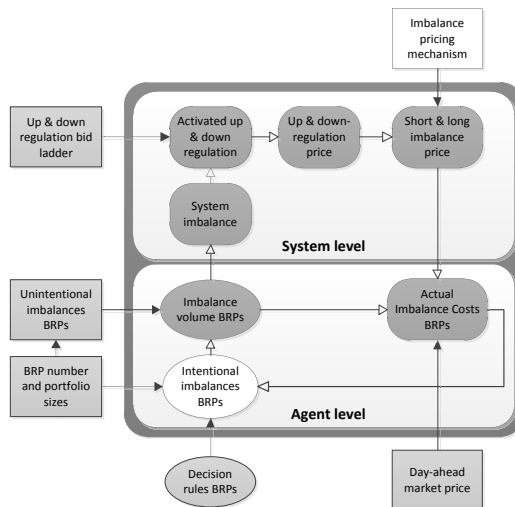 Imbalance
pricing
mechanism
Up & down
regulation bid
ladder
Activated up
& down
regulation
Up & down-
regulation
price
Short & long
imbalance
price
System
imbalance
System level
Unintentional
imbalances
BRPs
Imbalance
volume BRPs
Actual
Imbalance Costs
BRPs
BRP number
and portfolio
sizes
Intentional
imbalances
BRPs
Agent level
Decision
rules BRPs
Day-ahead
market price